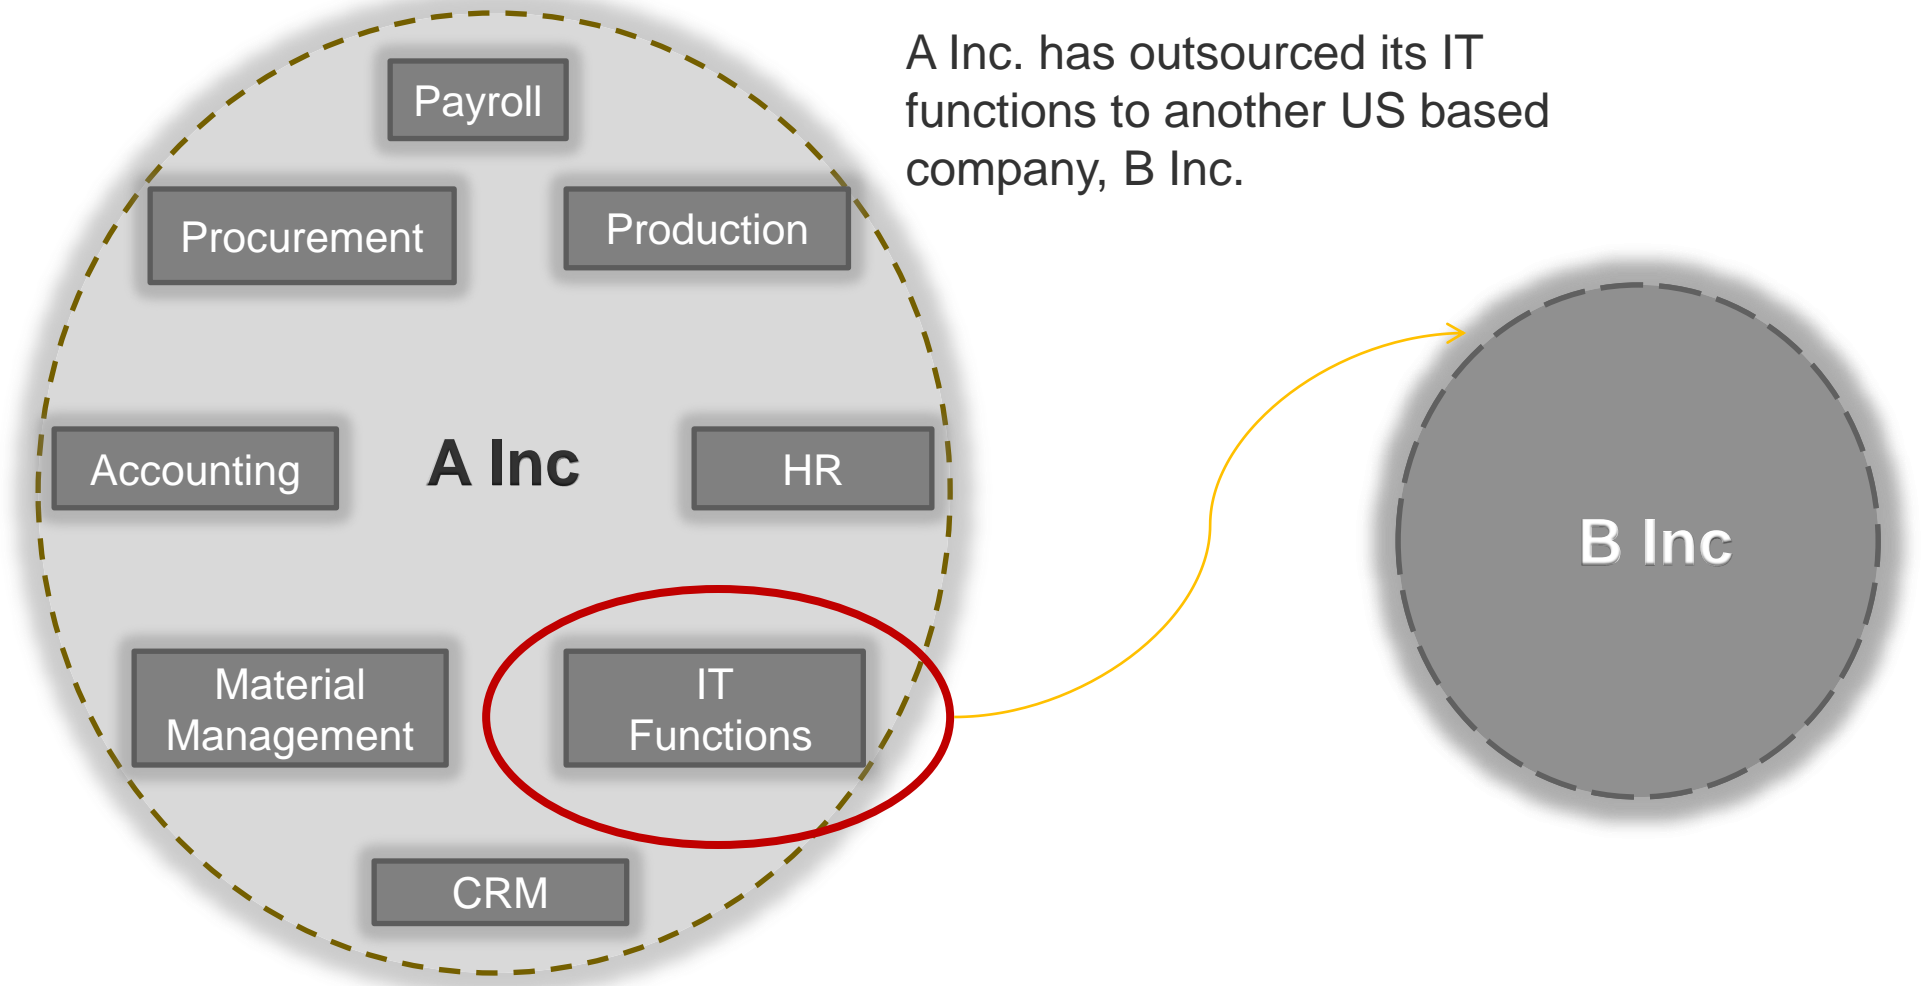 A Inc. has outsourced its IT
functions to another US based
company, B Inc.
Payroll
Procurement
Production
Accounting
A Inc
HR
Material
Management
IT
Functions
CRM
B Inc